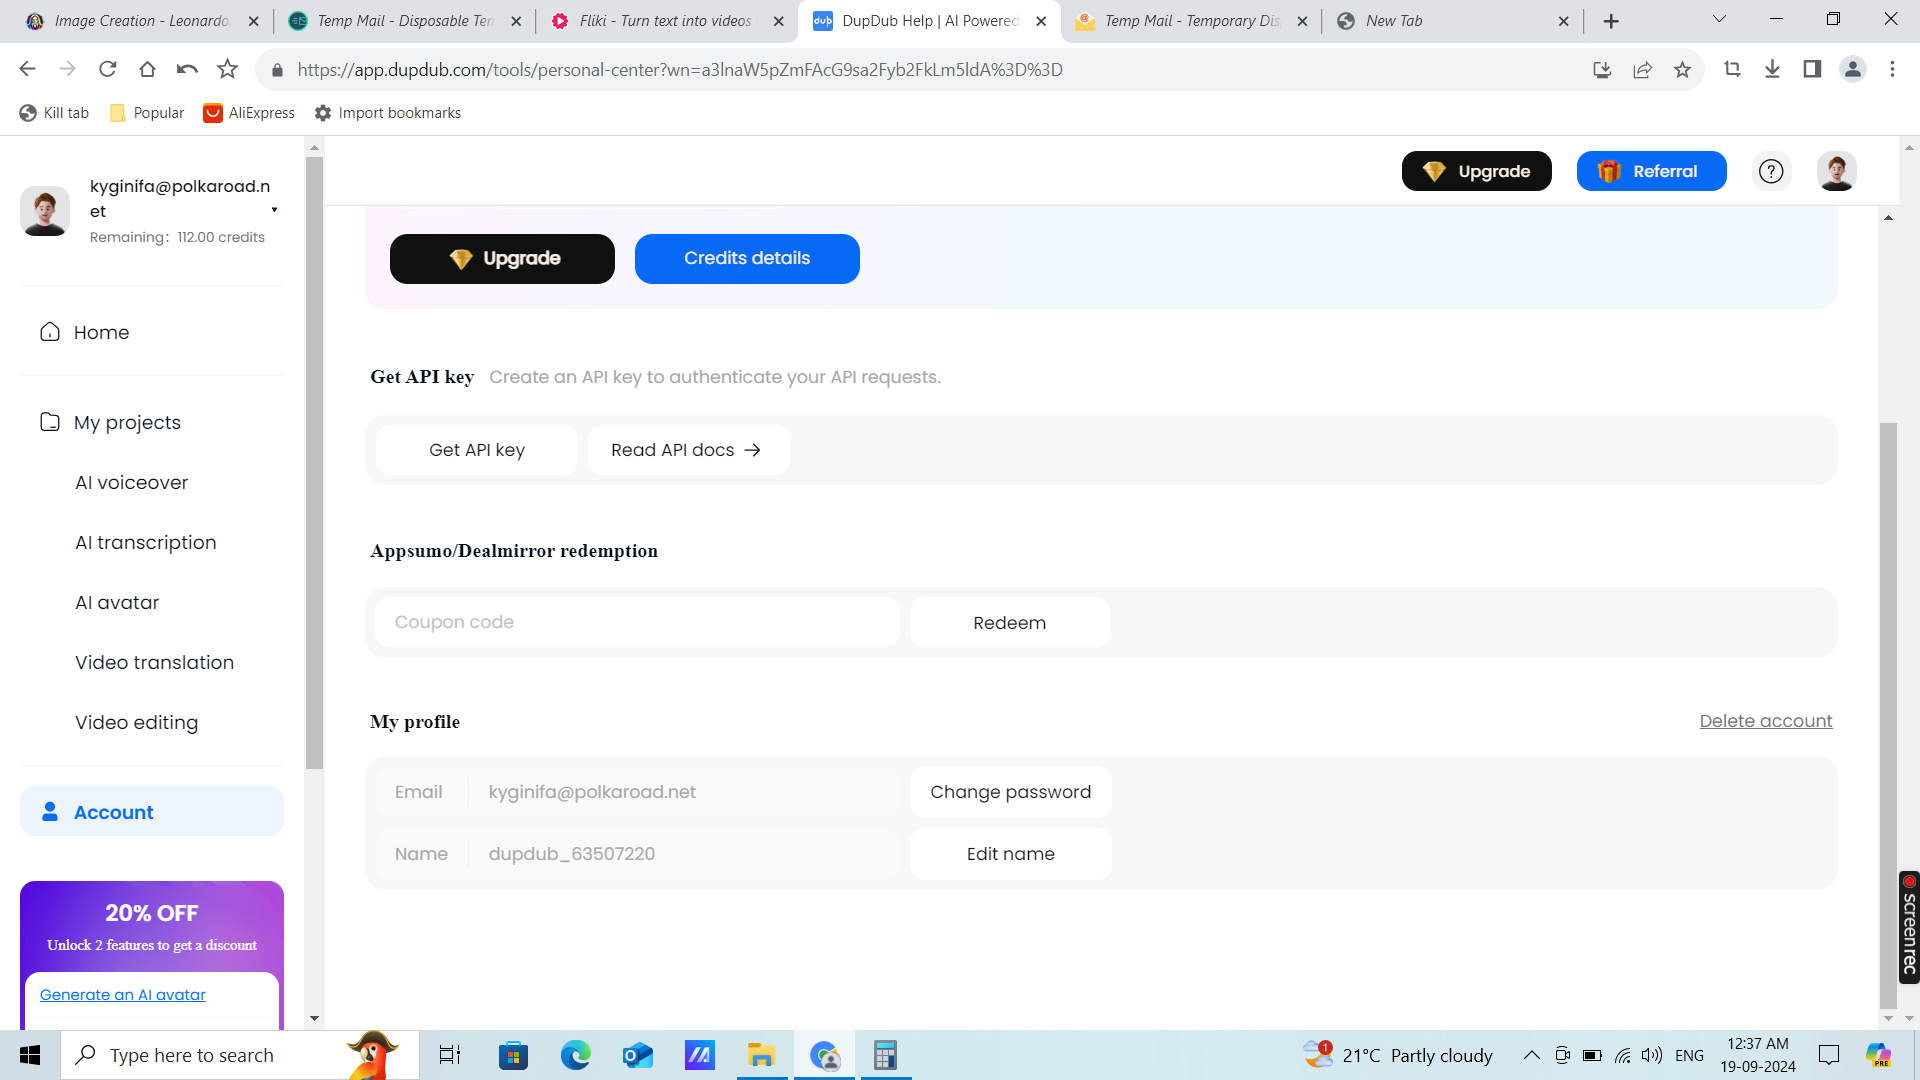 Image Creation - Leonardo.
Temp Mail - Disposable Ten
Fliki - Turn text into videos
DupDub Help | AI Powered
Temp Mail - Temporary Dis
New Tab
https://app.dupdub.com/tools/personal-center?wn=a3lnaW5pZmFAcG9sa2Fyb2FkLm5ldA%3D%3D
Kill tab
Popular
AliExpress
Import bookmarks
kyginifa@polkaroad.n
et
Remaining: 112.00 credits
Upgrade
Referral
Upgrade
Credits details
Home
Get API key Create an API key to authenticate your API requests.
My projects
Get API key
Read API docs →
AI voiceover
AI transcription
Appsumo/Dealmirror redemption
AI avatar
Coupon code
Redeem
Video translation
Video editing
My profile
Delete account
Email kyginifa@polkaroad.net
Change password
Account
Name dupdub_63507220
Edit name
20% OFF
Unlock 2 features to get a discount
Generate an AI avatar
screenrec
Type here to search
1
21°C Partly cloudy
ENG
12:37 AM
19-09-2024
PRE